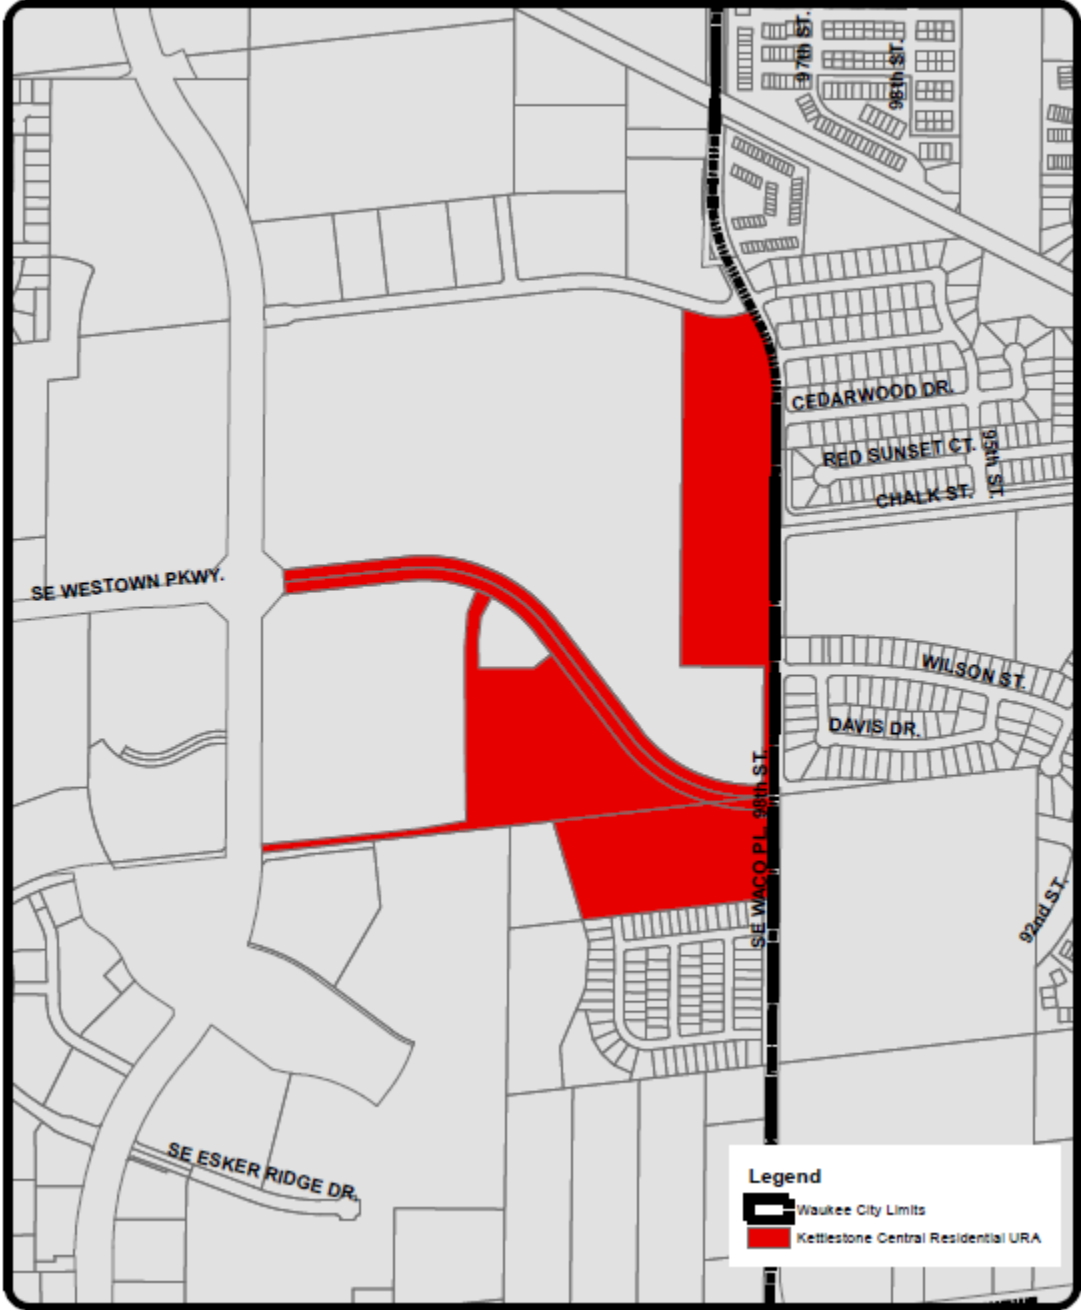 97th ST.
98th ST.
CEDARWOOD DR.
RED SUNSET CT.
95th ST.
CHALK ST.
SE WESTOWN PKWY.
WILSON ST.
DAVIS DR.
SE WACO PL. 98th ST.
92nd ST.
SE ESKER RIDGE DR.
Legend
Waukee City Limits
Kettlestone Central Residential URA